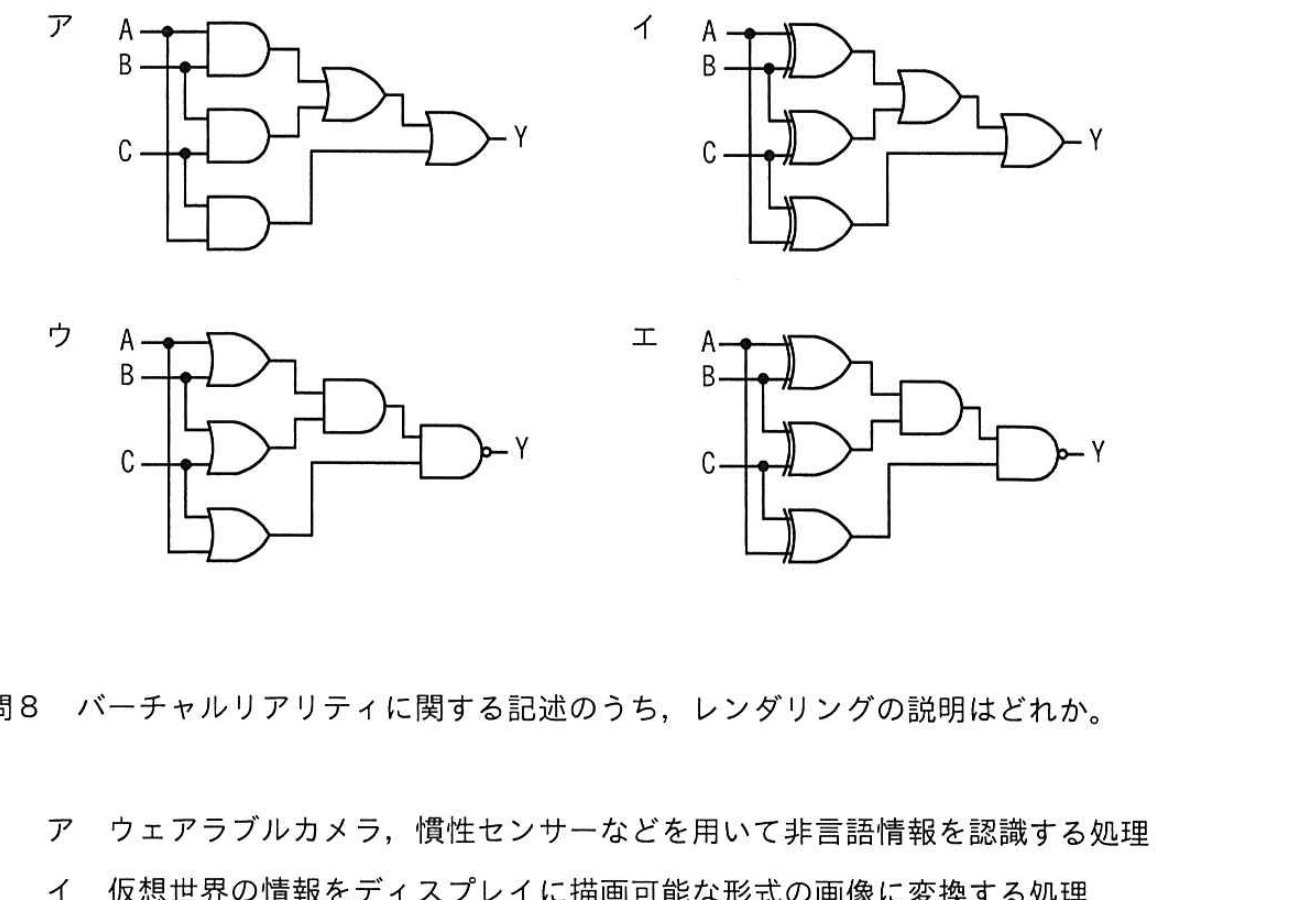 ア A B C Y
イ A B C Y
ウ A B C Y
エ A B C Y
問8 バーチャルリアリティに関する記述のうち，レンダリングの説明はどれか。
ア ウェアラブルカメラ，慣性センサーなどを用いて非言語情報を認識する処理
イ 仮想世界の情報をディスプレイに描画可能な形式の画像に変換する処理